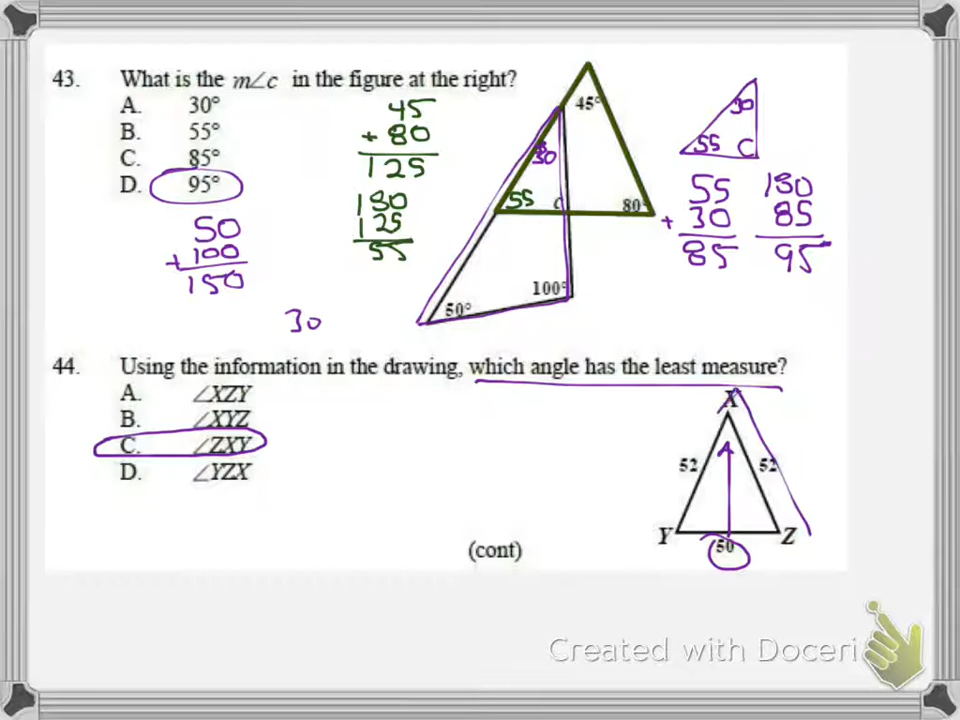 43. What is the m∠c in the figure at the right?
A. 30°
B. 55°
C. 85°
D. 95°
50
+100
150
30
45
+ 80
125
180
125
55
45°
30
55
c
80°
50°
100°
30
55 C
55
+ 30
85
180
85
95
44. Using the information in the drawing, which angle has the least measure?
A. ∠XZY
B. ∠XYZ
C. ∠ZXY
D. ∠YZX
X
52 52
Y Z
50
(cont)
Created with Doceri